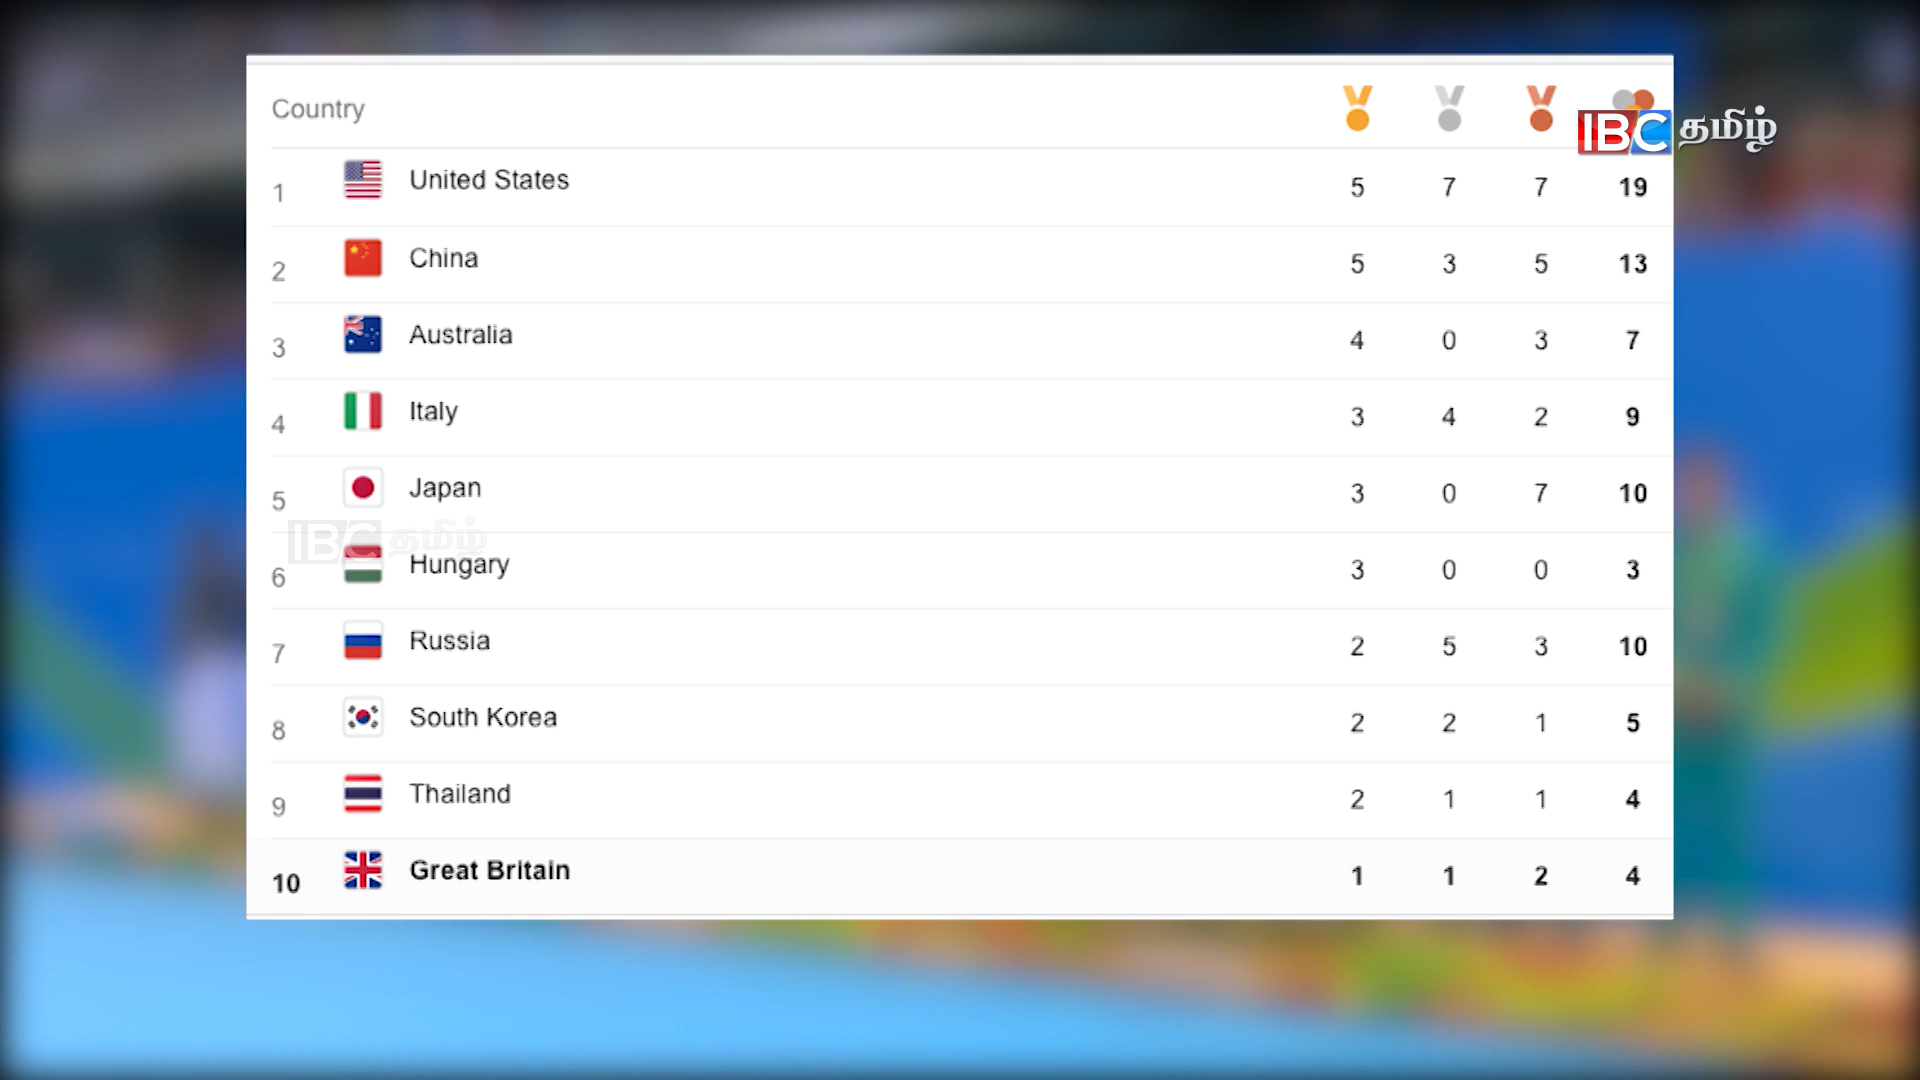 Country
IBC தமிழ்
1 United States 5 7 7 19
2 China 5 3 5 13
3 Australia 4 0 3 7
4 Italy 3 4 2 9
5 Japan 3 0 7 10
IBC தமிழ்
6 Hungary 3 0 0 3
7 Russia 2 5 3 10
8 South Korea 2 2 1 5
9 Thailand 2 1 1 4
10 Great Britain 1 1 2 4